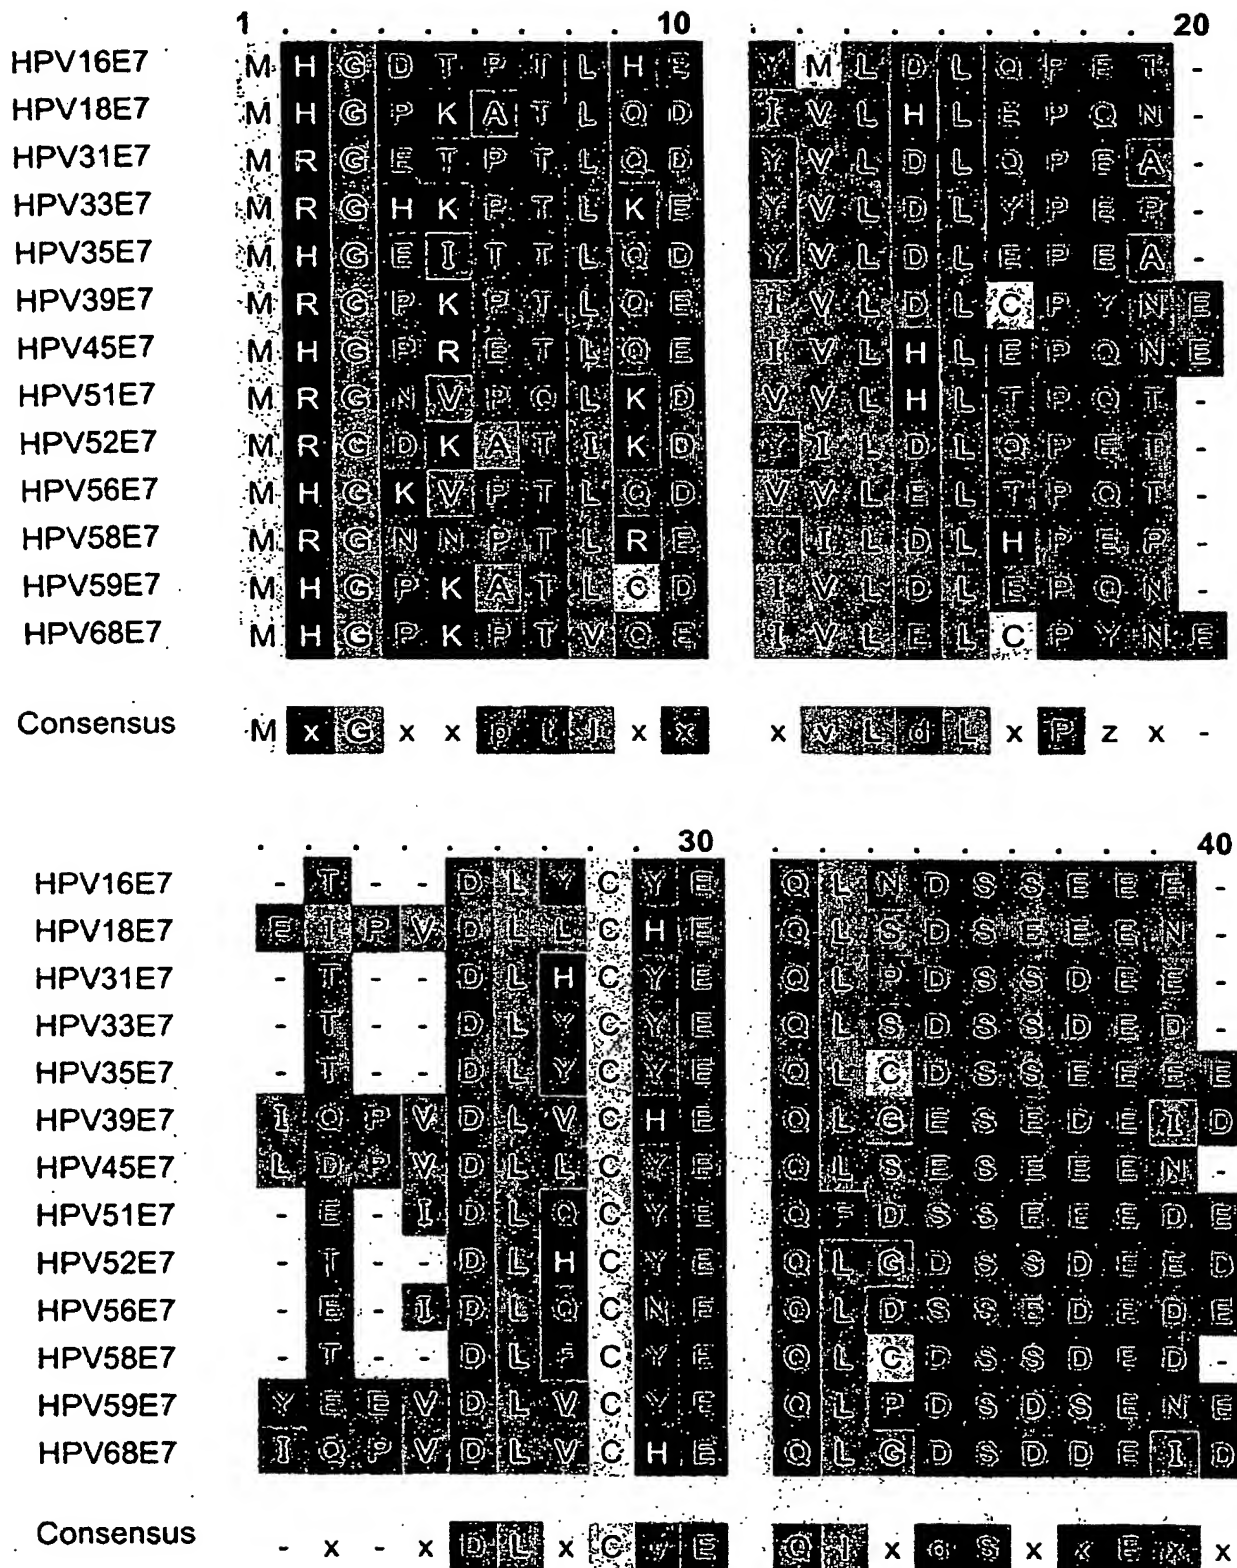 1 . . . . . . . . 10 . . . . . . . . . 20
HPV16E7 M H G D T P T L H E Y M L D L Q P E T -
HPV18E7 M H G P K A T L Q D I V L H L E P Q N -
HPV31E7 M R G E T P T L Q D Y V L D L Q P E A -
HPV33E7 M R G H K P T L K E Y V L D L Y P E P -
HPV35E7 M H G E I T T L Q D Y V L D L E P E A -
HPV39E7 M R G P K P T L Q E I V L D L C P Y N E
HPV45E7 M H G P R E T L Q E I V L H L E P Q N E
HPV51E7 M R G N V P Q L K D V V L H L T P Q T -
HPV52E7 M R G D K A T I K D Y I L D L Q P E T -
HPV56E7 M H G K V P T L Q D V V L E L T P Q T -
HPV58E7 M R G N N P T L R E Y I L D L H P E P -
HPV59E7 M H G P K A T L C D I V L D L E P Q N -
HPV68E7 M H G P K P T V Q E I V L E L C P Y N E
Consensus M x G x x p t l x x x v L d L x P z x -
. . . . . . . . . 30 . . . . . . . . . 40
HPV16E7 - T - - D L Y C Y E Q L N D S S E E E -
HPV18E7 E I P V D L L C H E Q L S D S E E E N -
HPV31E7 - T - - D L H C Y E Q L P D S S D E E -
HPV33E7 - T - - D L Y C Y E Q L S D S S D E D -
HPV35E7 - T - - D L Y C Y E Q L C D S S E E E E
HPV39E7 I Q P V D L V C H E Q L G E S E D E I D
HPV45E7 L D P V D L L C Y E Q L S E S E E E N -
HPV51E7 - E - I D L Q C Y E Q F D S S E E E D E
HPV52E7 - T - - D L H C Y E Q L G D S S D E E D
HPV56E7 - E - I D L Q C N E Q L D S S E D E D E
HPV58E7 - T - - D L F C Y E Q L C D S S D E D -
HPV59E7 Y E E V D L V C Y E Q L P D S D S E N E
HPV68E7 I Q P V D L V C H E Q L G D S D D E I D
Consensus - x - x D L x C y E Q l x S x x E x x